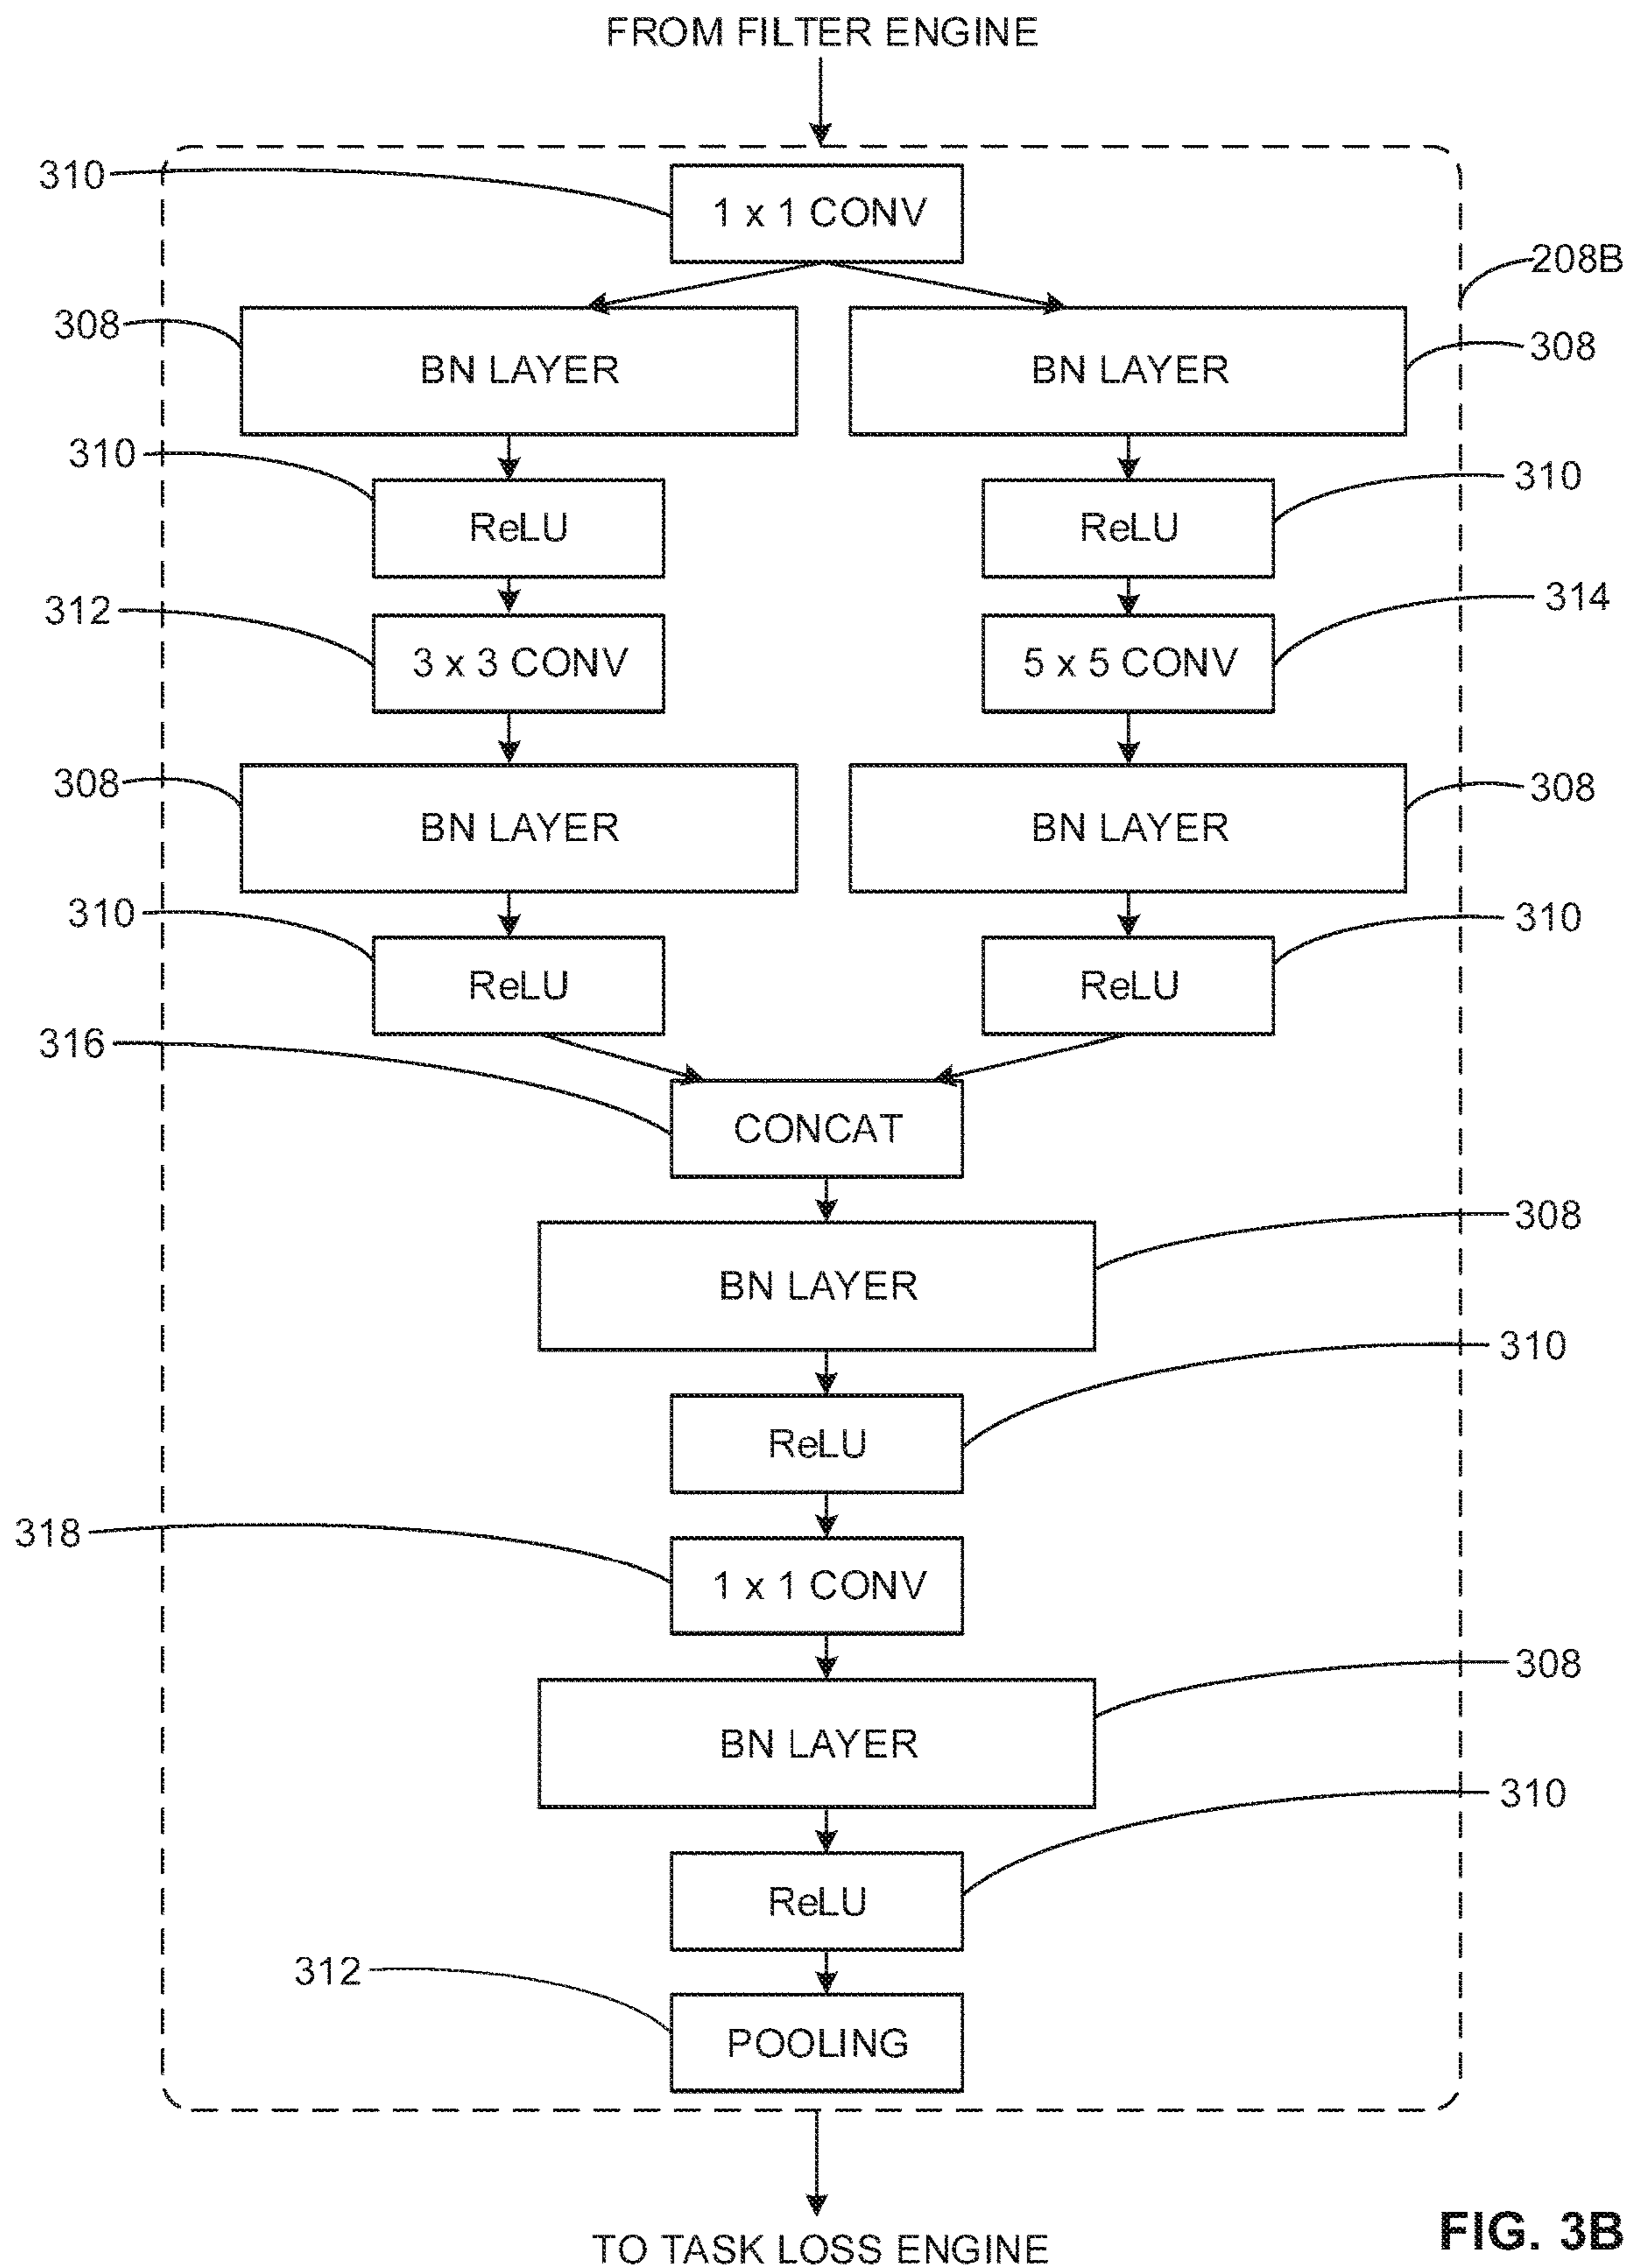 FROM FILTER ENGINE
310
1 x 1 CONV
208B
308
BN LAYER
BN LAYER
308
310
ReLU
ReLU
310
312
3 x 3 CONV
5 x 5 CONV
314
308
BN LAYER
BN LAYER
308
310
ReLU
ReLU
310
316
CONCAT
308
BN LAYER
310
ReLU
318
1 x 1 CONV
308
BN LAYER
310
ReLU
312
POOLING
TO TASK LOSS ENGINE
FIG. 3B